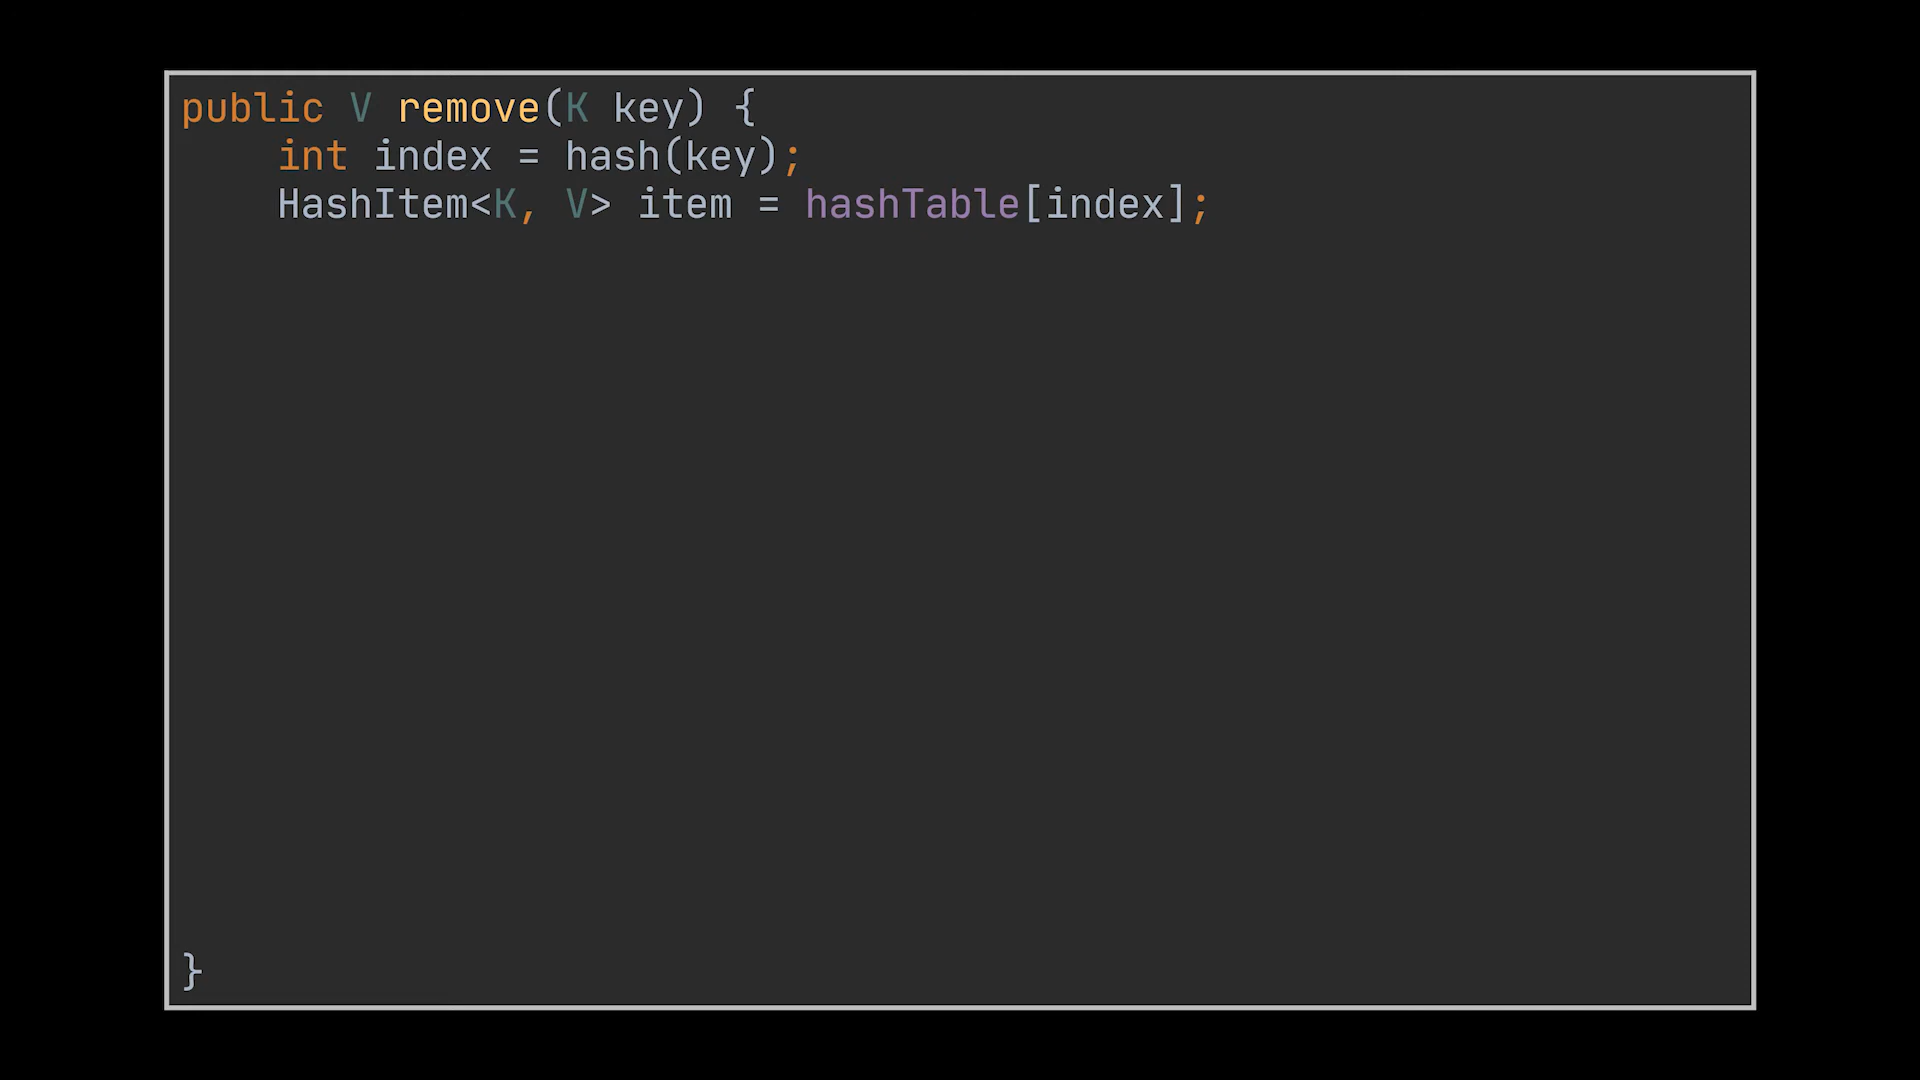 public V remove(K key) {
    int index = hash(key);
    HashItem<K, V> item = hashTable[index];
}